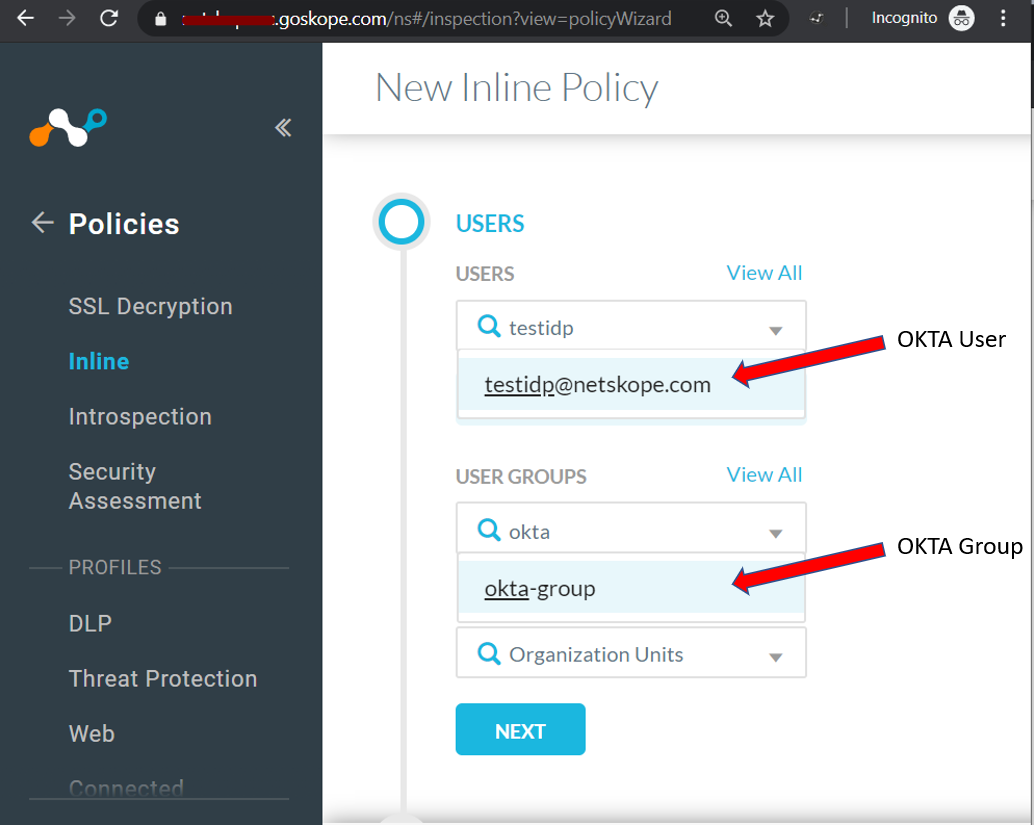 .goskope.com/ns#/inspection?view=policyWizard
Incognito
New Inline Policy
Policies
SSL Decryption
Inline
Introspection
Security
Assessment
PROFILES
DLP
Threat Protection
Web
Connected
USERS
USERS
View All
testidp
testidp@netskope.com
OKTA User
USER GROUPS
View All
okta
okta-group
OKTA Group
Organization Units
NEXT